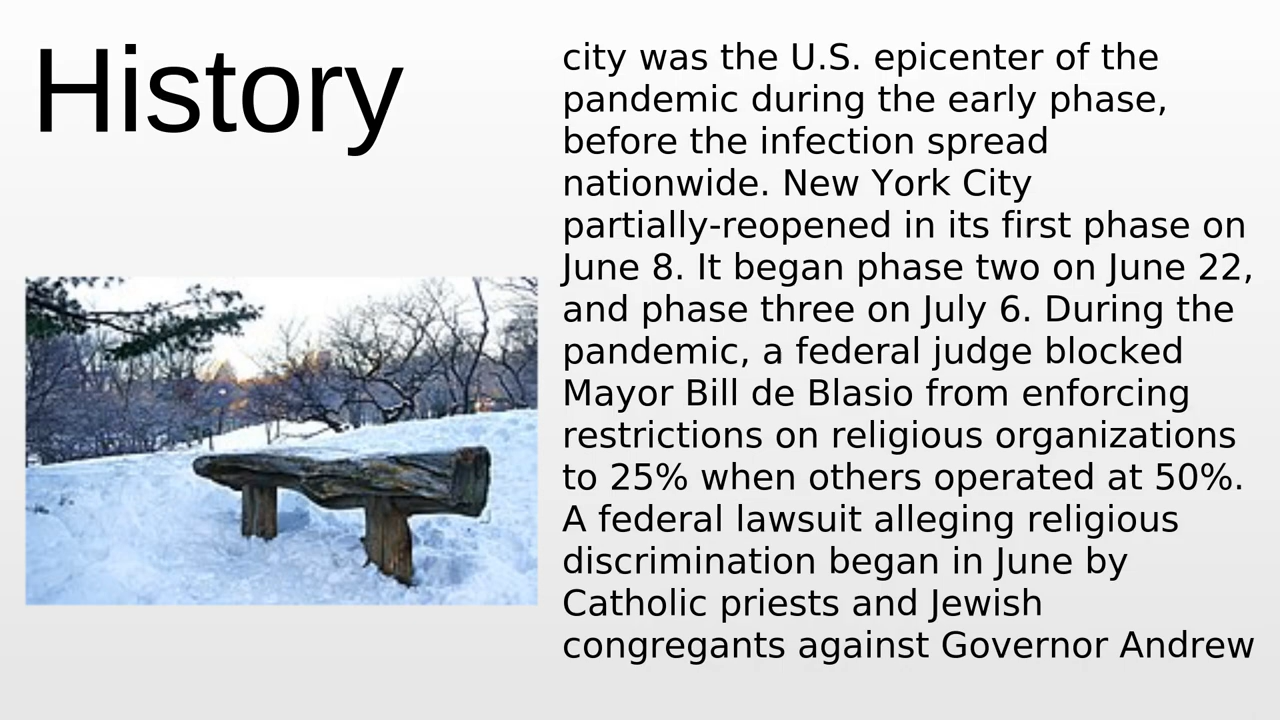 History
city was the U.S. epicenter of the
pandemic during the early phase,
before the infection spread
nationwide. New York City
partially-reopened in its first phase on
June 8. It began phase two on June 22,
and phase three on July 6. During the
pandemic, a federal judge blocked
Mayor Bill de Blasio from enforcing
restrictions on religious organizations
to 25% when others operated at 50%.
A federal lawsuit alleging religious
discrimination began in June by
Catholic priests and Jewish
congregants against Governor Andrew